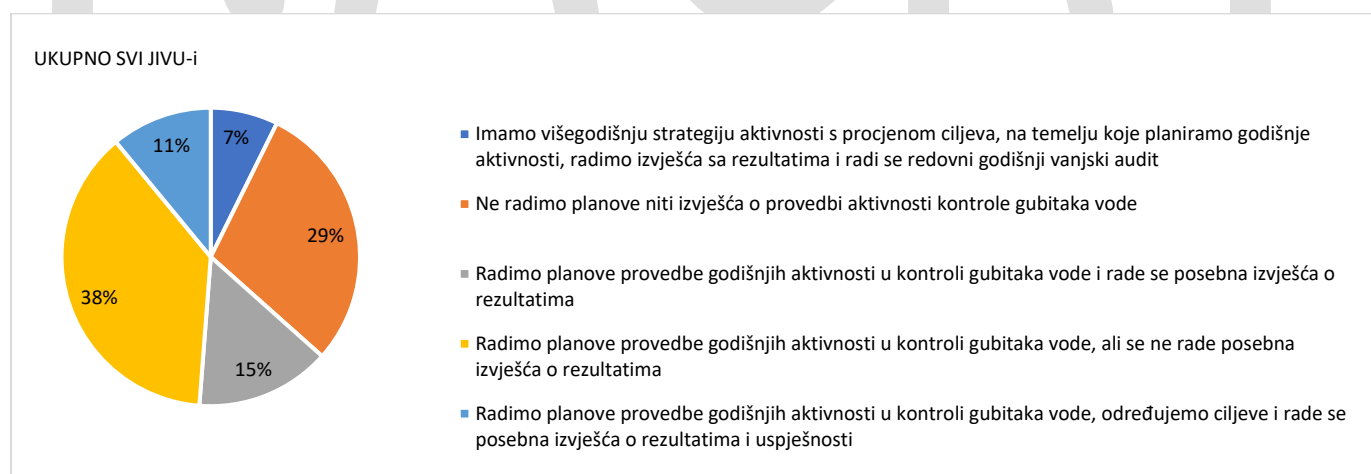 UKUPNO SVI JIVU-i
7%
29%
15%
38%
11%
Imamo višegodišnju strategiju aktivnosti s procjenom ciljeva, na temelju koje planiramo godišnje
aktivnosti, radimo izvješća sa rezultatima i radi se redovni godišnji vanjski audit
Ne radimo planove niti izvješća o provedbi aktivnosti kontrole gubitaka vode
Radimo planove provedbe godišnjih aktivnosti u kontroli gubitaka vode i rade se posebna izvješća o
rezultatima
Radimo planove provedbe godišnjih aktivnosti u kontroli gubitaka vode, ali se ne rade posebna
izvješća o rezultatima
Radimo planove provedbe godišnjih aktivnosti u kontroli gubitaka vode, određujemo ciljeve i rade se
posebna izvješća o rezultatima i uspješnosti